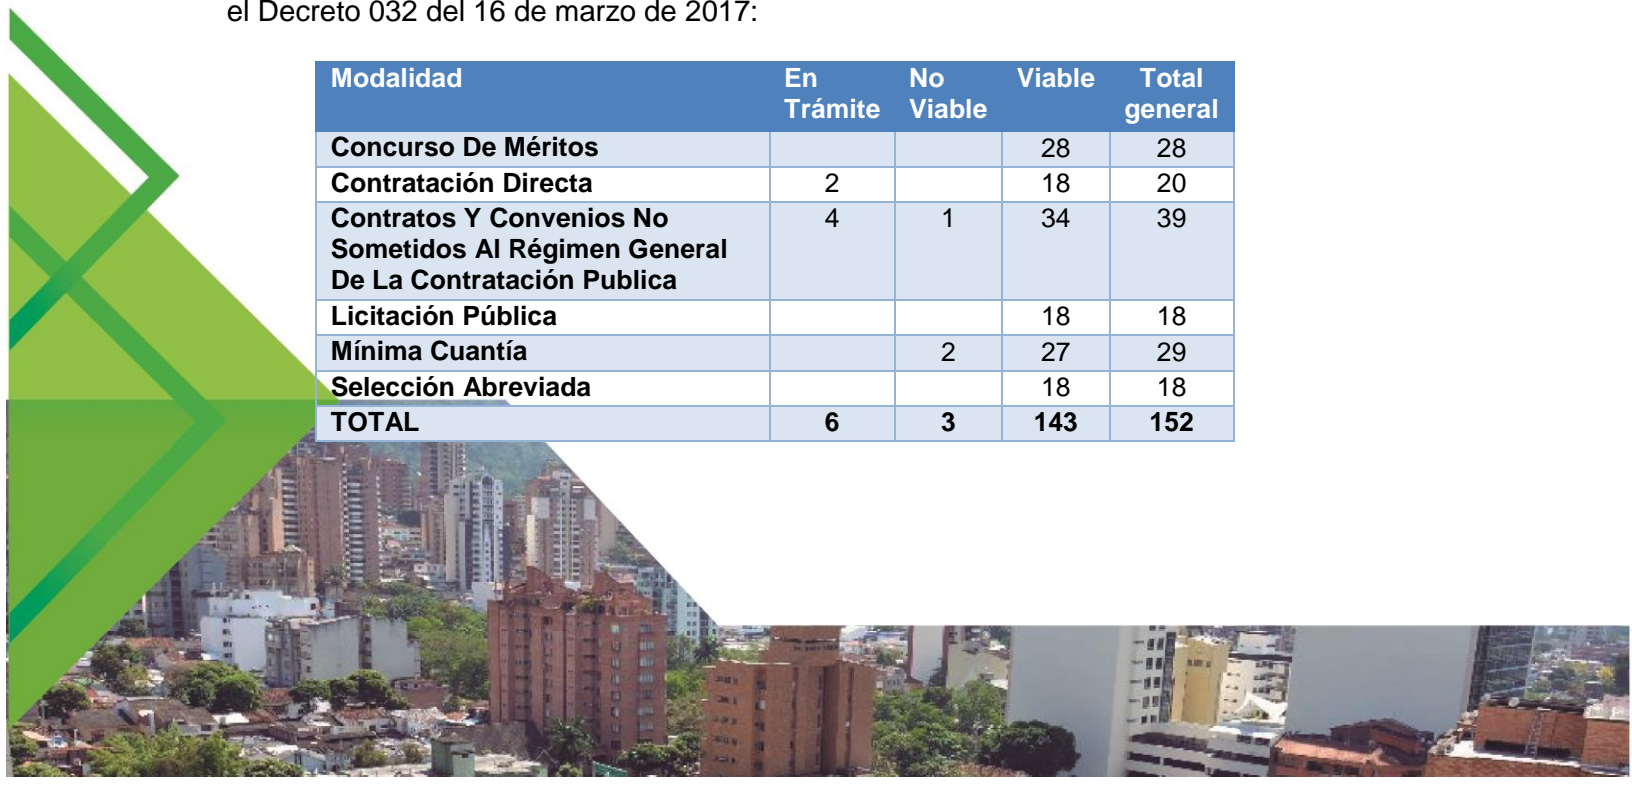 el Decreto 032 del 16 de marzo de 2017:
Modalidad En Trámite No Viable Viable Total general
Concurso De Méritos 28 28
Contratación Directa 2 18 20
Contratos Y Convenios No 4 1 34 39
Sometidos Al Régimen General
De La Contratación Publica
Licitación Pública 18 18
Mínima Cuantía 2 27 29
Selección Abreviada 18 18
TOTAL 6 3 143 152